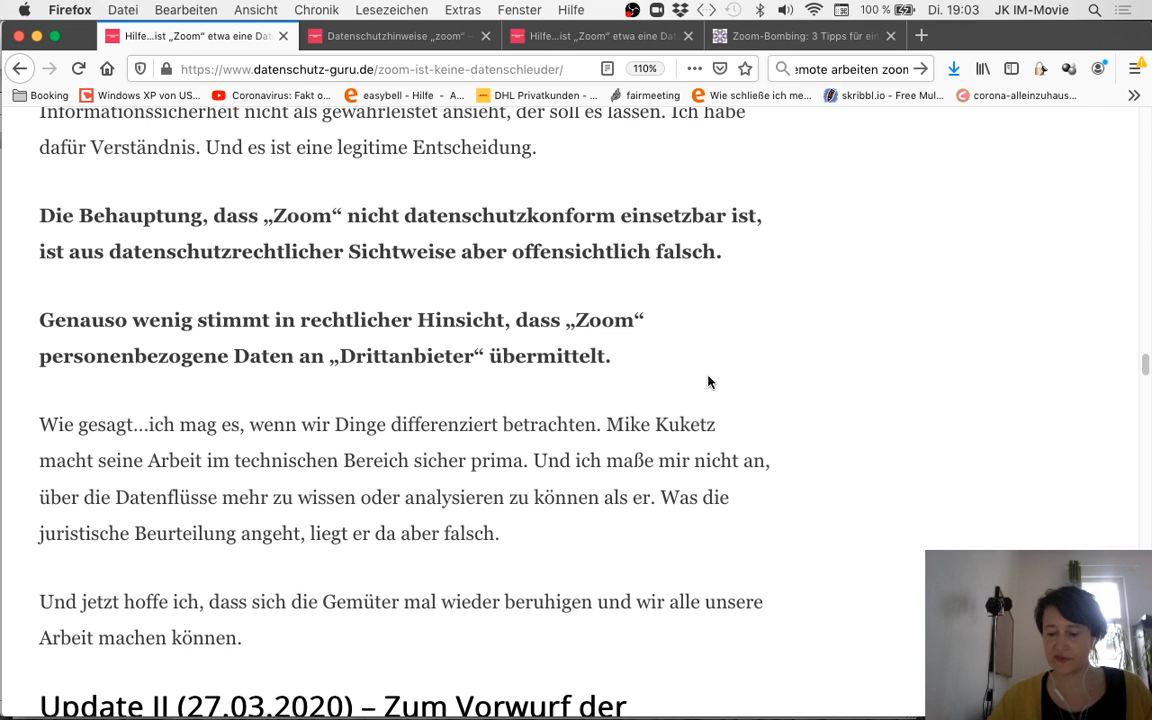 Firefox Datei Bearbeiten Ansicht Chronik Lesezeichen Extras Fenster Hilfe 100 % Di. 19:03 JK IM-Movie
Hilfe...ist „Zoom“ etwa eine Dat Datenschutzhinweise „zoom“ – Hilfe...ist „Zoom“ etwa eine Dat Zoom-Bombing: 3 Tipps für ein
https://www.datenschutz-guru.de/zoom-ist-keine-datenschleuder/ 110% emote arbeiten zoom
Booking Windows XP von US... Coronavirus: Fakt o... easybell - Hilfe - A... DHL Privatkunden - ... fairmeeting Wie schließe ich me... skribbl.io - Free Mul... corona-alleinzuhaus...
Informationssicherheit nicht als gewährleistet ansieht, der soll es lassen. Ich habe
dafür Verständnis. Und es ist eine legitime Entscheidung.
Die Behauptung, dass „Zoom“ nicht datenschutzkonform einsetzbar ist,
ist aus datenschutzrechtlicher Sichtweise aber offensichtlich falsch.
Genauso wenig stimmt in rechtlicher Hinsicht, dass „Zoom“
personenbezogene Daten an „Drittanbieter“ übermittelt.
Wie gesagt...ich mag es, wenn wir Dinge differenziert betrachten. Mike Kuketz
macht seine Arbeit im technischen Bereich sicher prima. Und ich maße mir nicht an,
über die Datenflüsse mehr zu wissen oder analysieren zu können als er. Was die
juristische Beurteilung angeht, liegt er da aber falsch.
Und jetzt hoffe ich, dass sich die Gemüter mal wieder beruhigen und wir alle unsere
Arbeit machen können.
Update II (27.03.2020) – Zum Vorwurf der